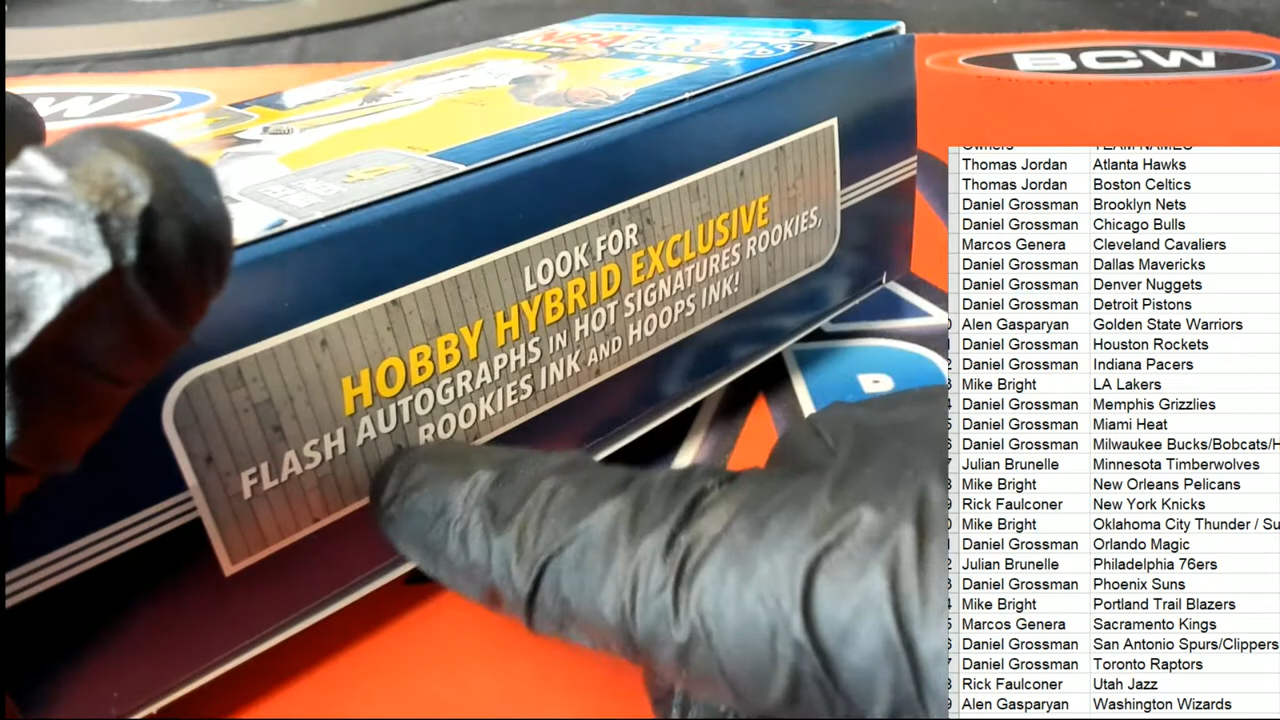 BCW
LOOK FOR
HOBBY HYBRID EXCLUSIVE
FLASH AUTOGRAPHS IN HOT SIGNATURES ROOKIES,
ROOKIES INK AND HOOPS INK!
Owners TEAM NAMES
Thomas Jordan Atlanta Hawks
Thomas Jordan Boston Celtics
Daniel Grossman Brooklyn Nets
Daniel Grossman Chicago Bulls
Marcos Genera Cleveland Cavaliers
Daniel Grossman Dallas Mavericks
Daniel Grossman Denver Nuggets
Daniel Grossman Detroit Pistons
Alen Gasparyan Golden State Warriors
Daniel Grossman Houston Rockets
Daniel Grossman Indiana Pacers
Mike Bright LA Lakers
Daniel Grossman Memphis Grizzlies
Daniel Grossman Miami Heat
Daniel Grossman Milwaukee Bucks/Bobcats/H
Julian Brunelle Minnesota Timberwolves
Mike Bright New Orleans Pelicans
Rick Faulconer New York Knicks
Mike Bright Oklahoma City Thunder / Su
Daniel Grossman Orlando Magic
Julian Brunelle Philadelphia 76ers
Daniel Grossman Phoenix Suns
Mike Bright Portland Trail Blazers
Marcos Genera Sacramento Kings
Daniel Grossman San Antonio Spurs/Clippers
Daniel Grossman Toronto Raptors
Rick Faulconer Utah Jazz
Alen Gasparyan Washington Wizards